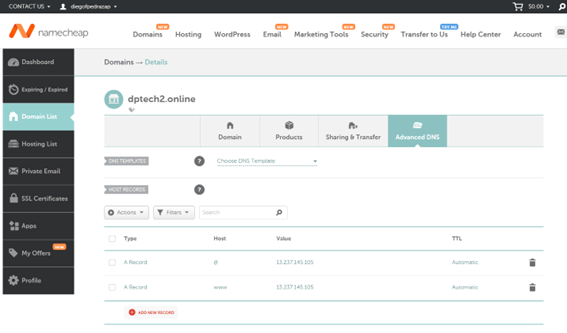 CONTACT US
diegofpedrazap
$0.00
namecheap
NEW
NEW
NEW
NEW
TRY ME
Domains Hosting WordPress Email Marketing Tools Security Transfer to Us Help Center Account
Dashboard
Expiring / Expired
Domain List
Hosting List
Private Email
SSL Certificates
Apps
My Offers
NEW
Profile
Domains → Details
dptech2.online
Domain
Products
Sharing & Transfer
Advanced DNS
DNS TEMPLATES
?
Choose DNS Template
HOST RECORDS
?
Actions
Filters
Search
Type Host Value TTL
A Record @ 13.237.145.105 Automatic
A Record www 13.237.145.105 Automatic
ADD NEW RECORD